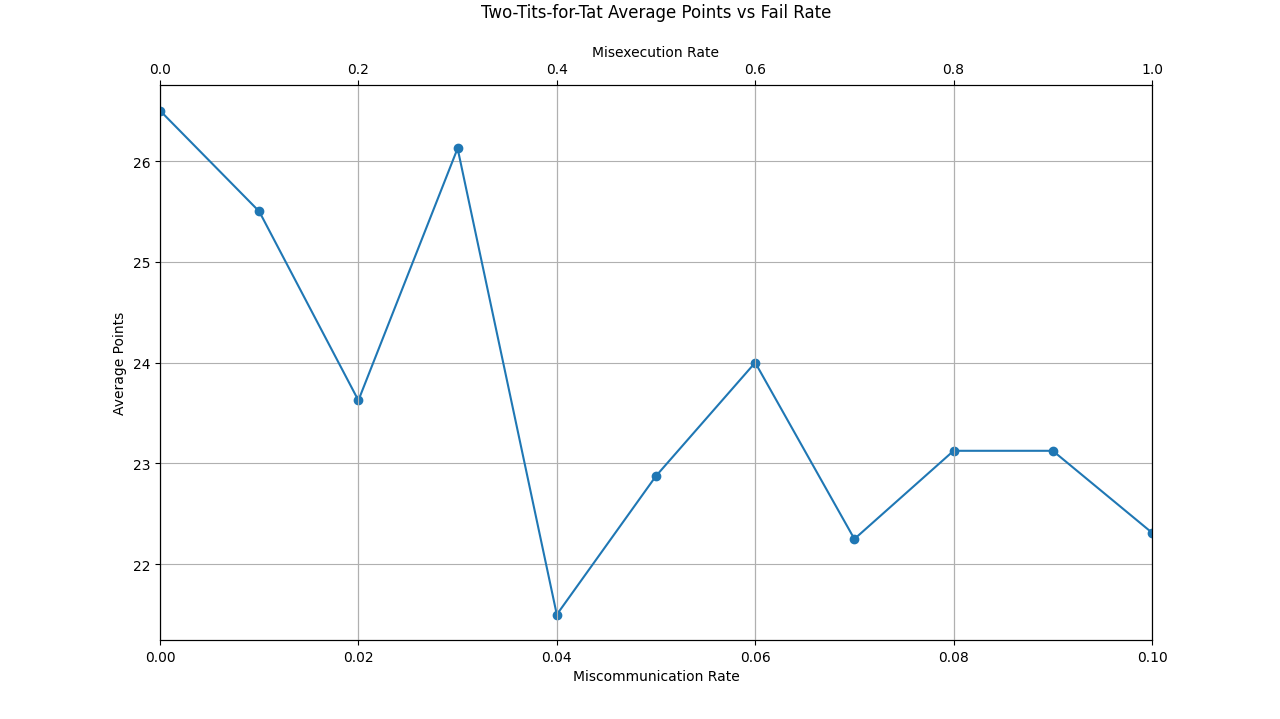 Two-Tits-for-Tat Average Points vs Fail Rate
Misexecution Rate
0.0 0.2 0.4 0.6 0.8 1.0
26
25
24
23
22
Average Points
0.00 0.02 0.04 0.06 0.08 0.10
Miscommunication Rate